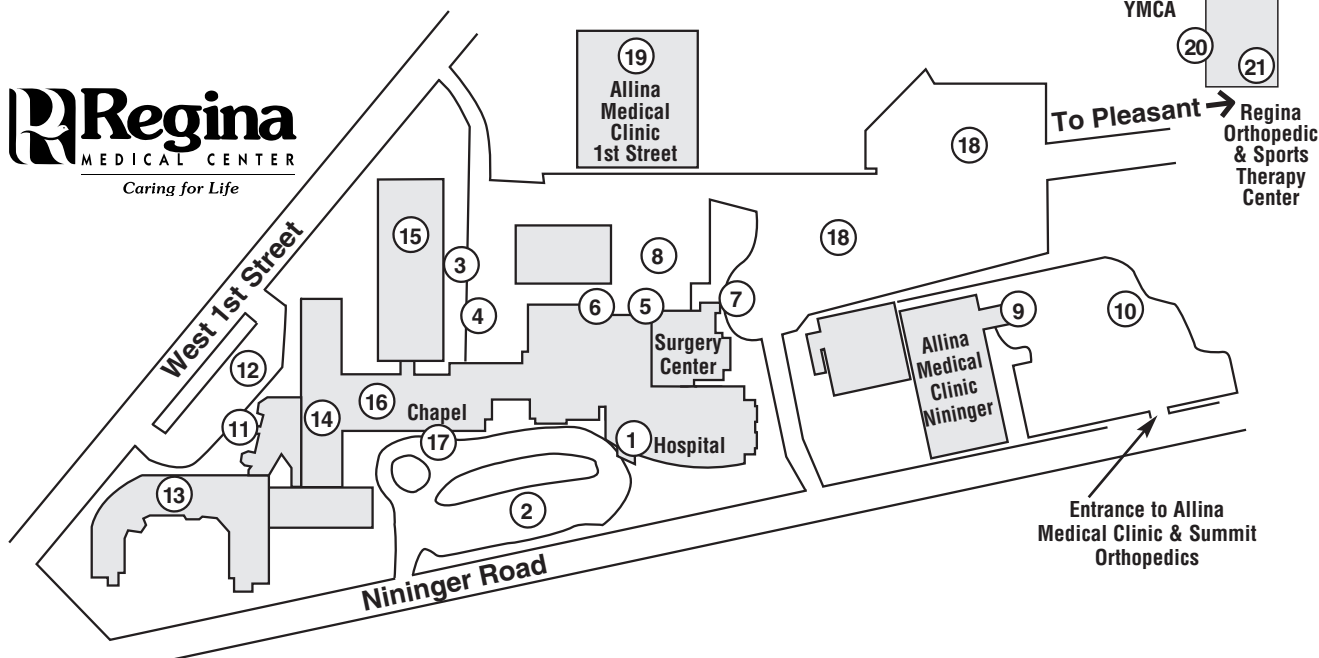 YMCA
20
21
19
Allina
Medical
Clinic
1st Street
To Pleasant
Regina
Orthopedic
& Sports
Therapy
Center
Regina
MEDICAL CENTER
Caring for Life
18
18
15
3
8
West 1st Street
4
6
5
7
9
10
Surgery
Center
Allina
Medical
Clinic
Nininger
12
16
Chapel
11
14
17
1
Hospital
13
2
Entrance to Allina
Medical Clinic & Summit
Orthopedics
Nininger Road